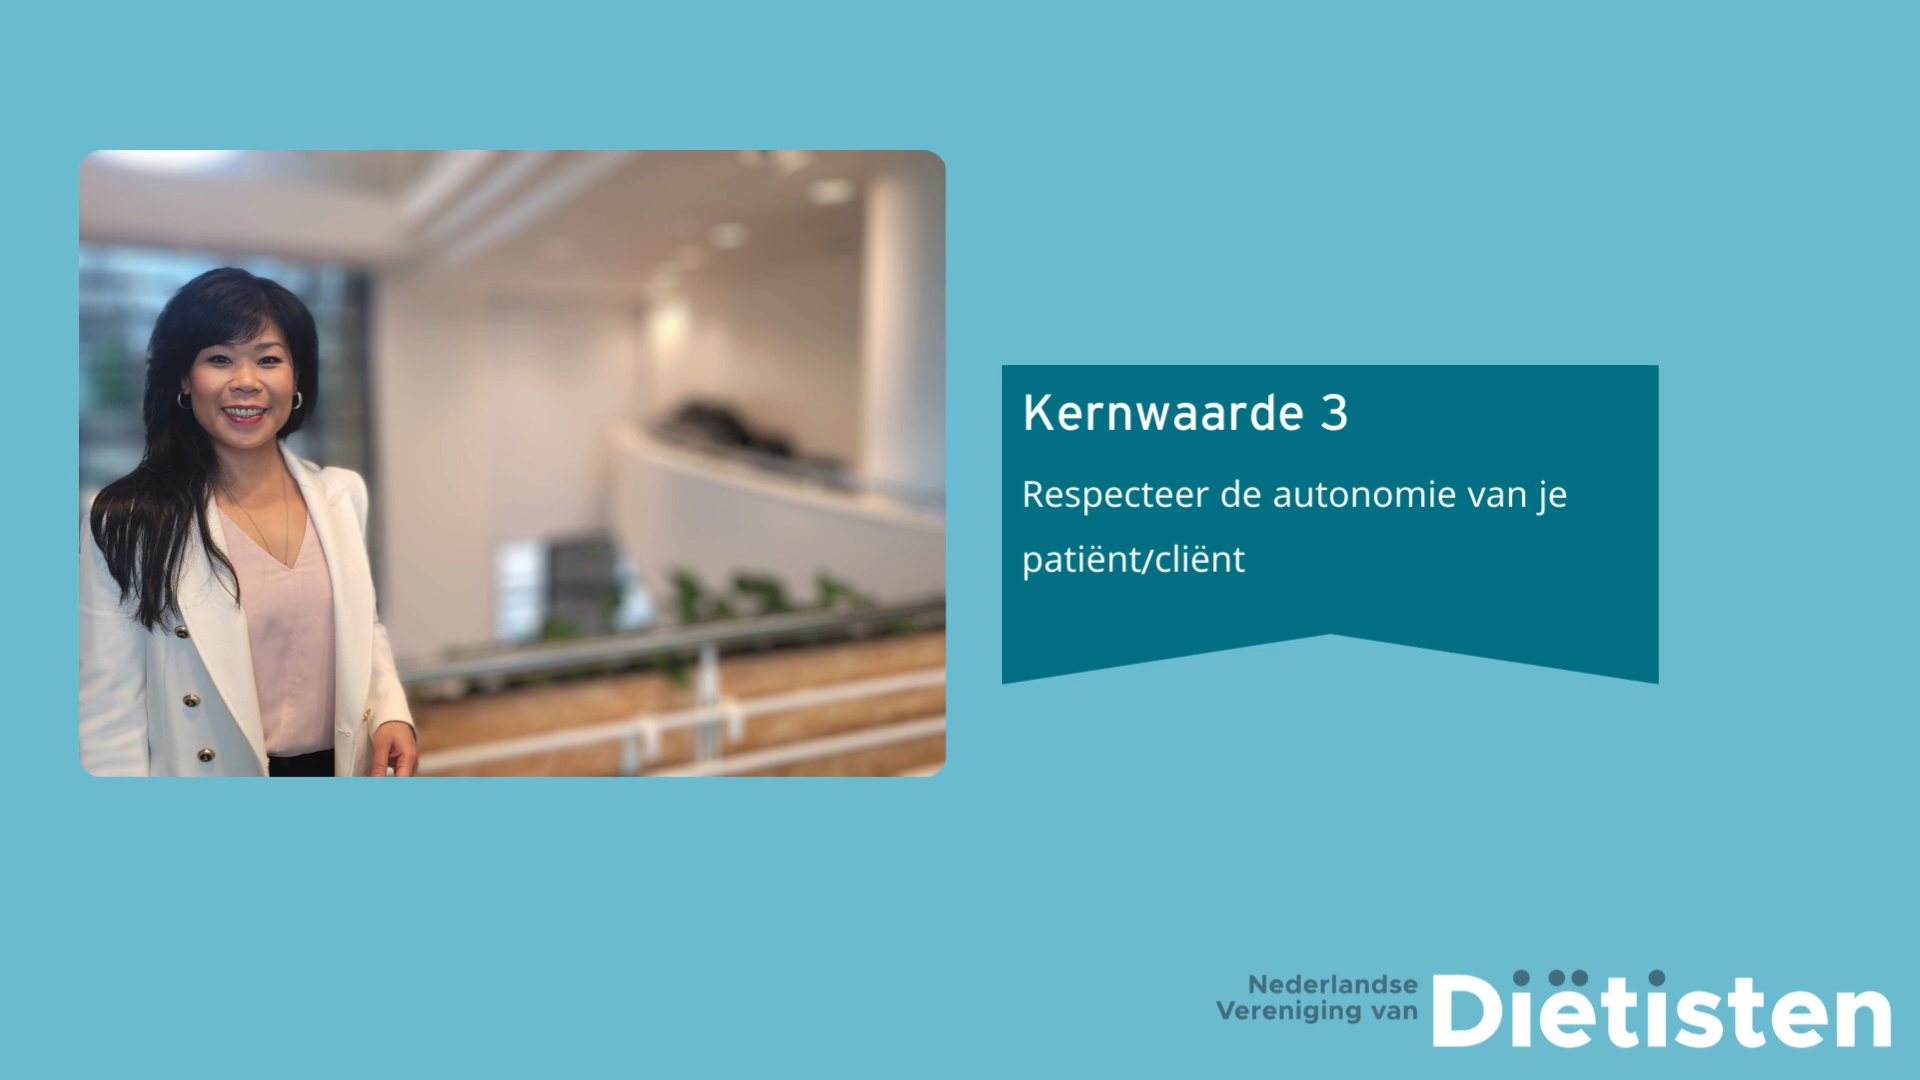 Kernwaarde 3
Respecteer de autonomie van je
patiënt/cliënt
Nederlandse
Vereniging van
Diëtisten